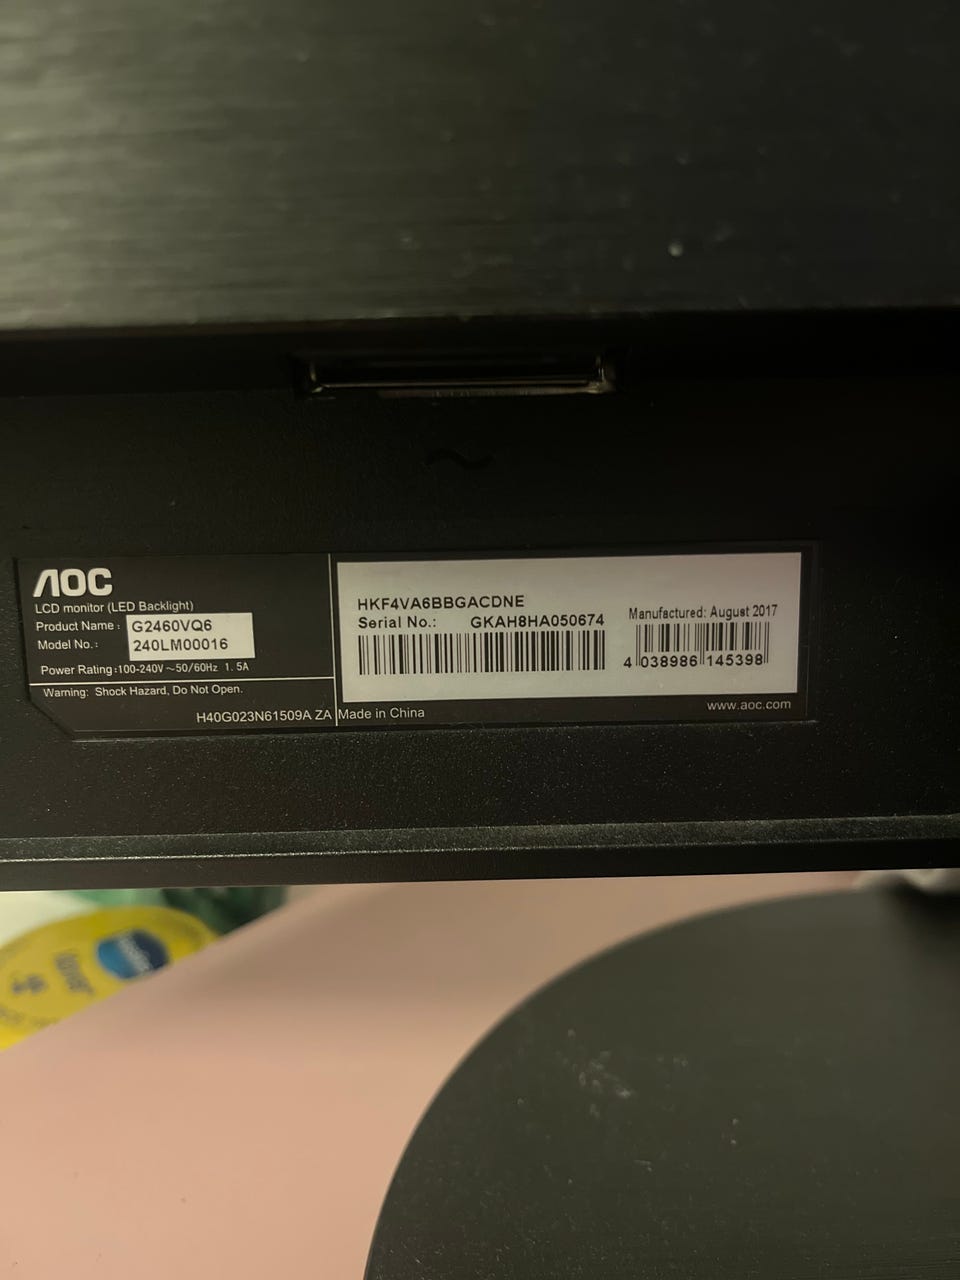 AOC
LCD monitor (LED Backlight)
Product Name : G2460VQ6
Model No.: 240LM00016
Power Rating :100-240V ~ 50/60Hz 1. 5A
Warning: Shock Hazard, Do Not Open.
H40G023N61509A ZA
HKF4VA6BBGACDNE
Serial No.: GKAH8HA050674
Manufactured: August 2017
4 038986 145398
Made in China
www.aoc.com